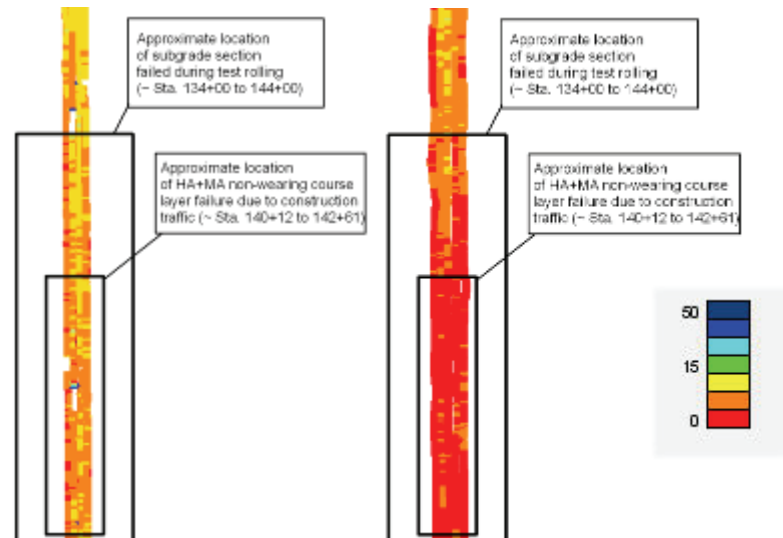 Approximate location
of subgrade section
failed during test rolling
(~ Sta. 134+00 to 144+00)
Approximate location
of HA+MA non-wearing course
layer failure due to construction
traffic (~ Sta. 140+12 to 142+61)
Approximate location
of subgrade section
failed during test rolling
(~ Sta. 134+00 to 144+00)
Approximate location
of HA+MA non-wearing course
layer failure due to construction
traffic (~ Sta. 140+12 to 142+61)
50
15
0